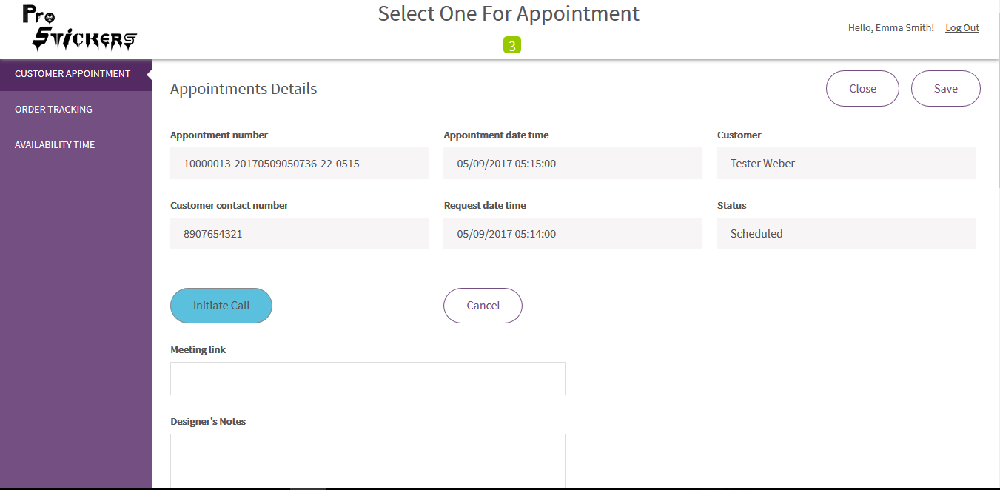 Pro
Stickers
Select One For Appointment
3
Hello, Emma Smith! Log Out
CUSTOMER APPOINTMENT
ORDER TRACKING
AVAILABILITY TIME
Appointments Details
Close Save
Appointment number Appointment date time Customer
10000013-20170509050736-22-0515 05/09/2017 05:15:00 Tester Weber
Customer contact number Request date time Status
8907654321 05/09/2017 05:14:00 Scheduled
Initiate Call Cancel
Meeting link
Designer's Notes